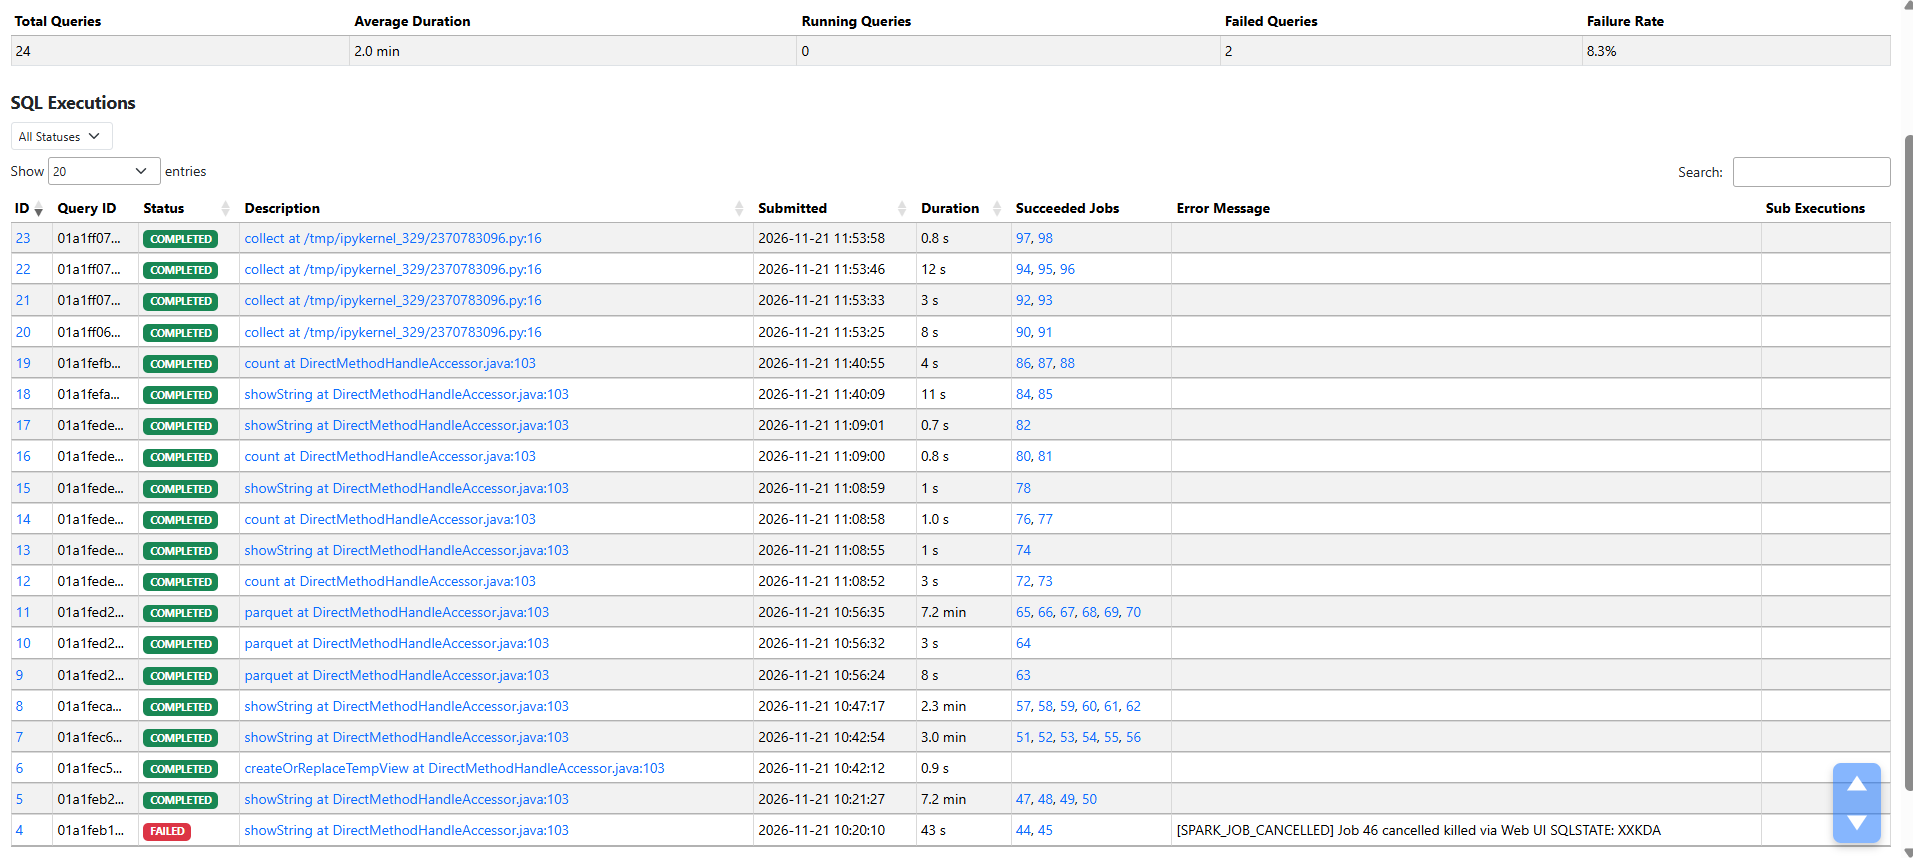 Total Queries Average Duration Running Queries Failed Queries Failure Rate
24 2.0 min 0 2 8.3%
SQL Executions
All Statuses
Show 20 entries Search:
ID Query ID Status Description Submitted Duration Succeeded Jobs Error Message Sub Executions
23 01a1ff07... COMPLETED collect at /tmp/ipykernel_329/2370783096.py:16 2026-11-21 11:53:58 0.8 s 97, 98
22 01a1ff07... COMPLETED collect at /tmp/ipykernel_329/2370783096.py:16 2026-11-21 11:53:46 12 s 94, 95, 96
21 01a1ff07... COMPLETED collect at /tmp/ipykernel_329/2370783096.py:16 2026-11-21 11:53:33 3 s 92, 93
20 01a1ff06... COMPLETED collect at /tmp/ipykernel_329/2370783096.py:16 2026-11-21 11:53:25 8 s 90, 91
19 01a1fefb... COMPLETED count at DirectMethodHandleAccessor.java:103 2026-11-21 11:40:55 4 s 86, 87, 88
18 01a1fefa... COMPLETED showString at DirectMethodHandleAccessor.java:103 2026-11-21 11:40:09 11 s 84, 85
17 01a1fede... COMPLETED showString at DirectMethodHandleAccessor.java:103 2026-11-21 11:09:01 0.7 s 82
16 01a1fede... COMPLETED count at DirectMethodHandleAccessor.java:103 2026-11-21 11:09:00 0.8 s 80, 81
15 01a1fede... COMPLETED showString at DirectMethodHandleAccessor.java:103 2026-11-21 11:08:59 1 s 78
14 01a1fede... COMPLETED count at DirectMethodHandleAccessor.java:103 2026-11-21 11:08:58 1.0 s 76, 77
13 01a1fede... COMPLETED showString at DirectMethodHandleAccessor.java:103 2026-11-21 11:08:55 1 s 74
12 01a1fede... COMPLETED count at DirectMethodHandleAccessor.java:103 2026-11-21 11:08:52 3 s 72, 73
11 01a1fed2... COMPLETED parquet at DirectMethodHandleAccessor.java:103 2026-11-21 10:56:35 7.2 min 65, 66, 67, 68, 69, 70
10 01a1fed2... COMPLETED parquet at DirectMethodHandleAccessor.java:103 2026-11-21 10:56:32 3 s 64
9 01a1fed2... COMPLETED parquet at DirectMethodHandleAccessor.java:103 2026-11-21 10:56:24 8 s 63
8 01a1feca... COMPLETED showString at DirectMethodHandleAccessor.java:103 2026-11-21 10:47:17 2.3 min 57, 58, 59, 60, 61, 62
7 01a1fec6... COMPLETED showString at DirectMethodHandleAccessor.java:103 2026-11-21 10:42:54 3.0 min 51, 52, 53, 54, 55, 56
6 01a1fec5... COMPLETED createOrReplaceTempView at DirectMethodHandleAccessor.java:103 2026-11-21 10:42:12 0.9 s
5 01a1feb2... COMPLETED showString at DirectMethodHandleAccessor.java:103 2026-11-21 10:21:27 7.2 min 47, 48, 49, 50
4 01a1feb1... FAILED showString at DirectMethodHandleAccessor.java:103 2026-11-21 10:20:10 43 s 44, 45 [SPARK_JOB_CANCELLED] Job 46 cancelled killed via Web UI SQLSTATE: XXKDA